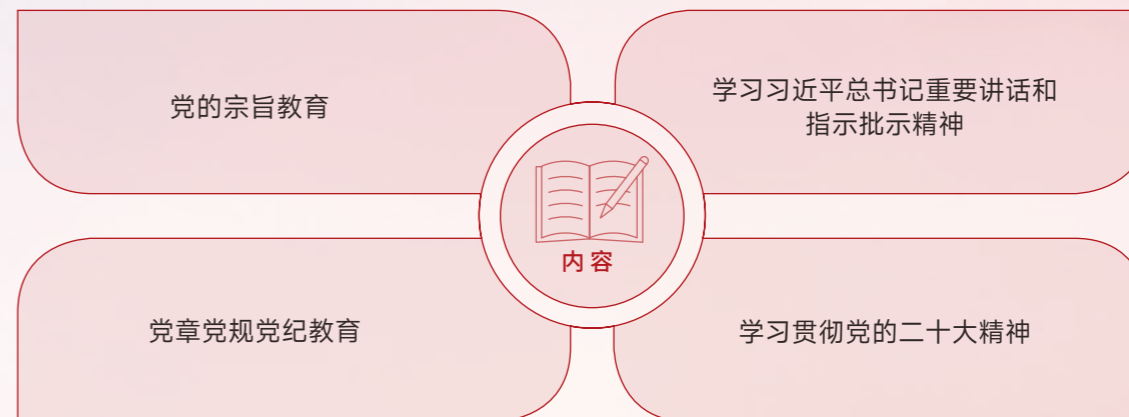 党的宗旨教育
学习习近平总书记重要讲话和
指示批示精神
内容
党章党规党纪教育
学习贯彻党的二十大精神